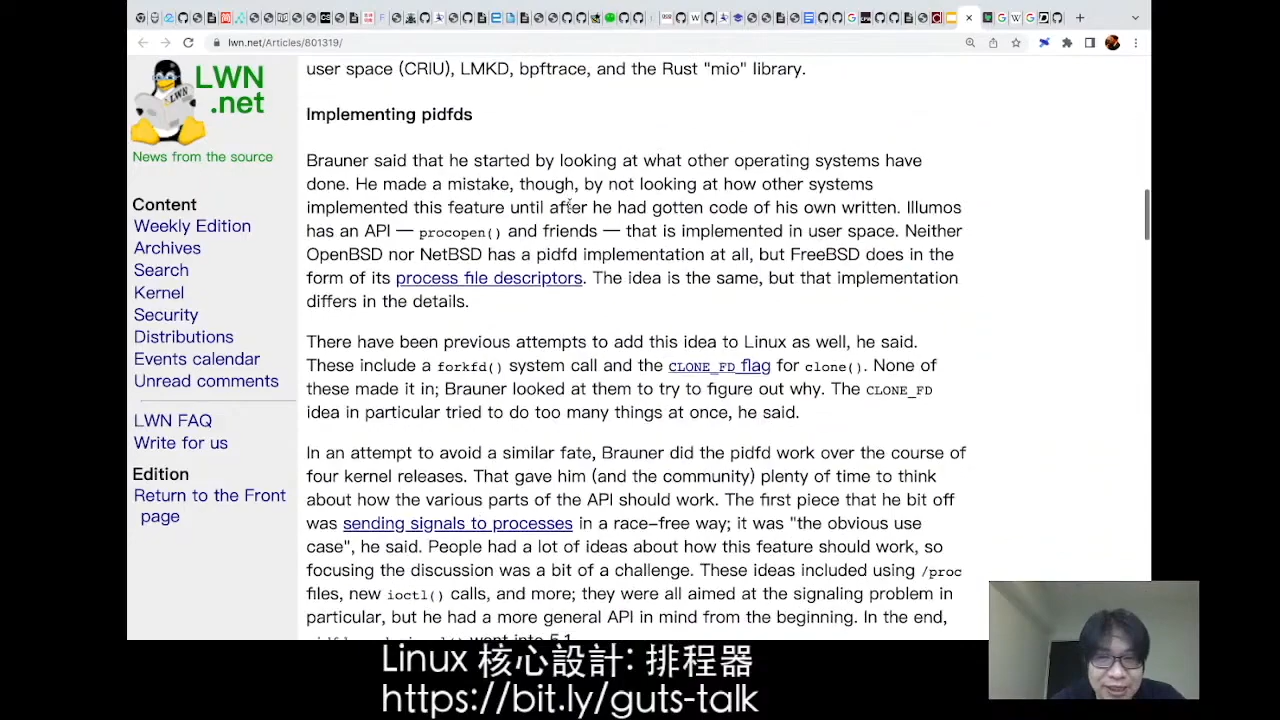 lwn.net/Articles/801319/
LWN
.net
News from the source
Content
Weekly Edition
Archives
Search
Kernel
Security
Distributions
Events calendar
Unread comments
LWN FAQ
Write for us
Edition
Return to the Front
page
user space (CRIU), LMKD, bpftrace, and the Rust "mio" library.
Implementing pidfds
Brauner said that he started by looking at what other operating systems have
done. He made a mistake, though, by not looking at how other systems
implemented this feature until after he had gotten code of his own written. Illumos
has an API — procopen() and friends — that is implemented in user space. Neither
OpenBSD nor NetBSD has a pidfd implementation at all, but FreeBSD does in the
form of its process file descriptors. The idea is the same, but that implementation
differs in the details.
There have been previous attempts to add this idea to Linux as well, he said.
These include a forkfd() system call and the CLONE_FD flag for clone(). None of
these made it in; Brauner looked at them to try to figure out why. The CLONE_FD
idea in particular tried to do too many things at once, he said.
In an attempt to avoid a similar fate, Brauner did the pidfd work over the course of
four kernel releases. That gave him (and the community) plenty of time to think
about how the various parts of the API should work. The first piece that he bit off
was sending signals to processes in a race-free way; it was "the obvious use
case", he said. People had a lot of ideas about how this feature should work, so
focusing the discussion was a bit of a challenge. These ideas included using /proc
files, new ioctl() calls, and more; they were all aimed at the signaling problem in
particular, but he had a more general API in mind from the beginning. In the end,
went into 5.1
Linux 核心設計: 排程器
https://bit.ly/guts-talk